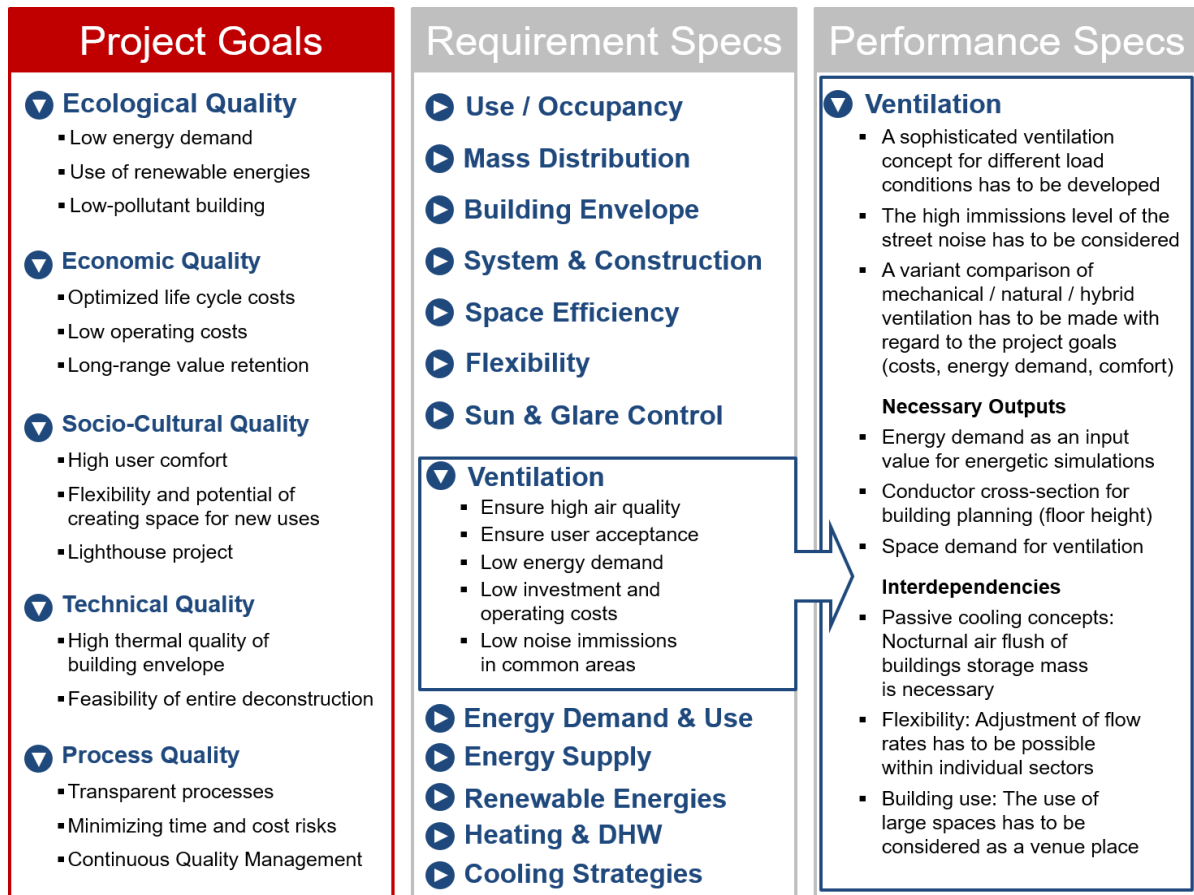 Project Goals
Ecological Quality
▪ Low energy demand
▪ Use of renewable energies
▪ Low-pollutant building
Economic Quality
▪ Optimized life cycle costs
▪ Low operating costs
▪ Long-range value retention
Socio-Cultural Quality
▪ High user comfort
▪ Flexibility and potential of
creating space for new uses
▪ Lighthouse project
Technical Quality
▪ High thermal quality of
building envelope
▪ Feasibility of entire deconstruction
Process Quality
▪ Transparent processes
▪ Minimizing time and cost risks
▪ Continuous Quality Management
Requirement Specs
Use / Occupancy
Mass Distribution
Building Envelope
System & Construction
Space Efficiency
Flexibility
Sun & Glare Control
Ventilation
▪ Ensure high air quality
▪ Ensure user acceptance
▪ Low energy demand
▪ Low investment and
operating costs
▪ Low noise immissions
in common areas
Energy Demand & Use
Energy Supply
Renewable Energies
Heating & DHW
Cooling Strategies
Performance Specs
Ventilation
▪ A sophisticated ventilation
concept for different load
conditions has to be developed
▪ The high immissions level of the
street noise has to be considered
▪ A variant comparison of
mechanical / natural / hybrid
ventilation has to be made with
regard to the project goals
(costs, energy demand, comfort)
Necessary Outputs
▪ Energy demand as an input
value for energetic simulations
▪ Conductor cross-section for
building planning (floor height)
▪ Space demand for ventilation
Interdependencies
▪ Passive cooling concepts:
Nocturnal air flush of
buildings storage mass
is necessary
▪ Flexibility: Adjustment of flow
rates has to be possible
within individual sectors
▪ Building use: The use of
large spaces has to be
considered as a venue place